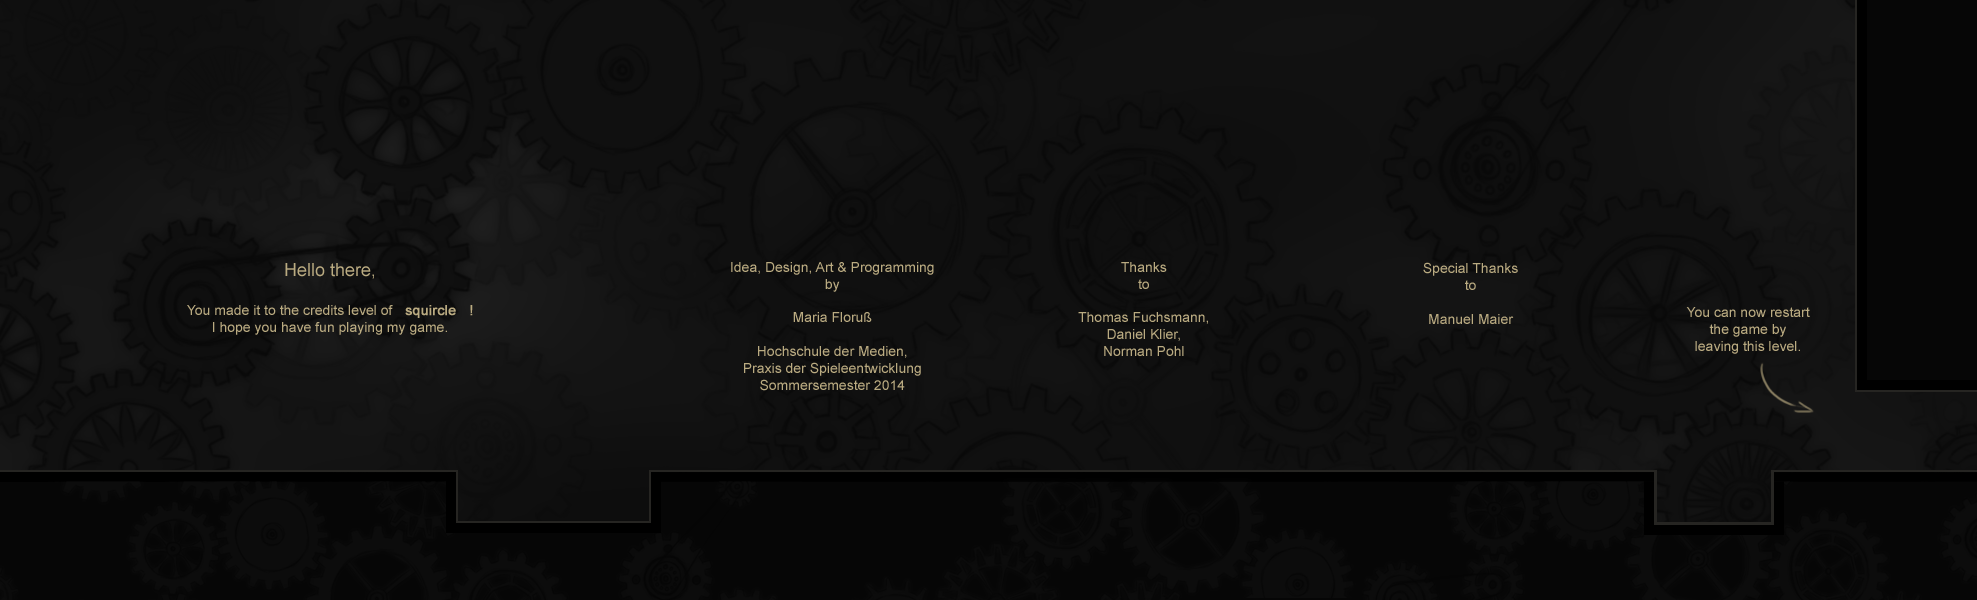 Hello there,
You made it to the credits level of squircle !
I hope you have fun playing my game.
Idea, Design, Art & Programming
by
Maria Floruß
Hochschule der Medien,
Praxis der Spieleentwicklung
Sommersemester 2014
Thanks
to
Thomas Fuchsmann,
Daniel Klier,
Norman Pohl
Special Thanks
to
Manuel Maier
You can now restart
the game by
leaving this level.